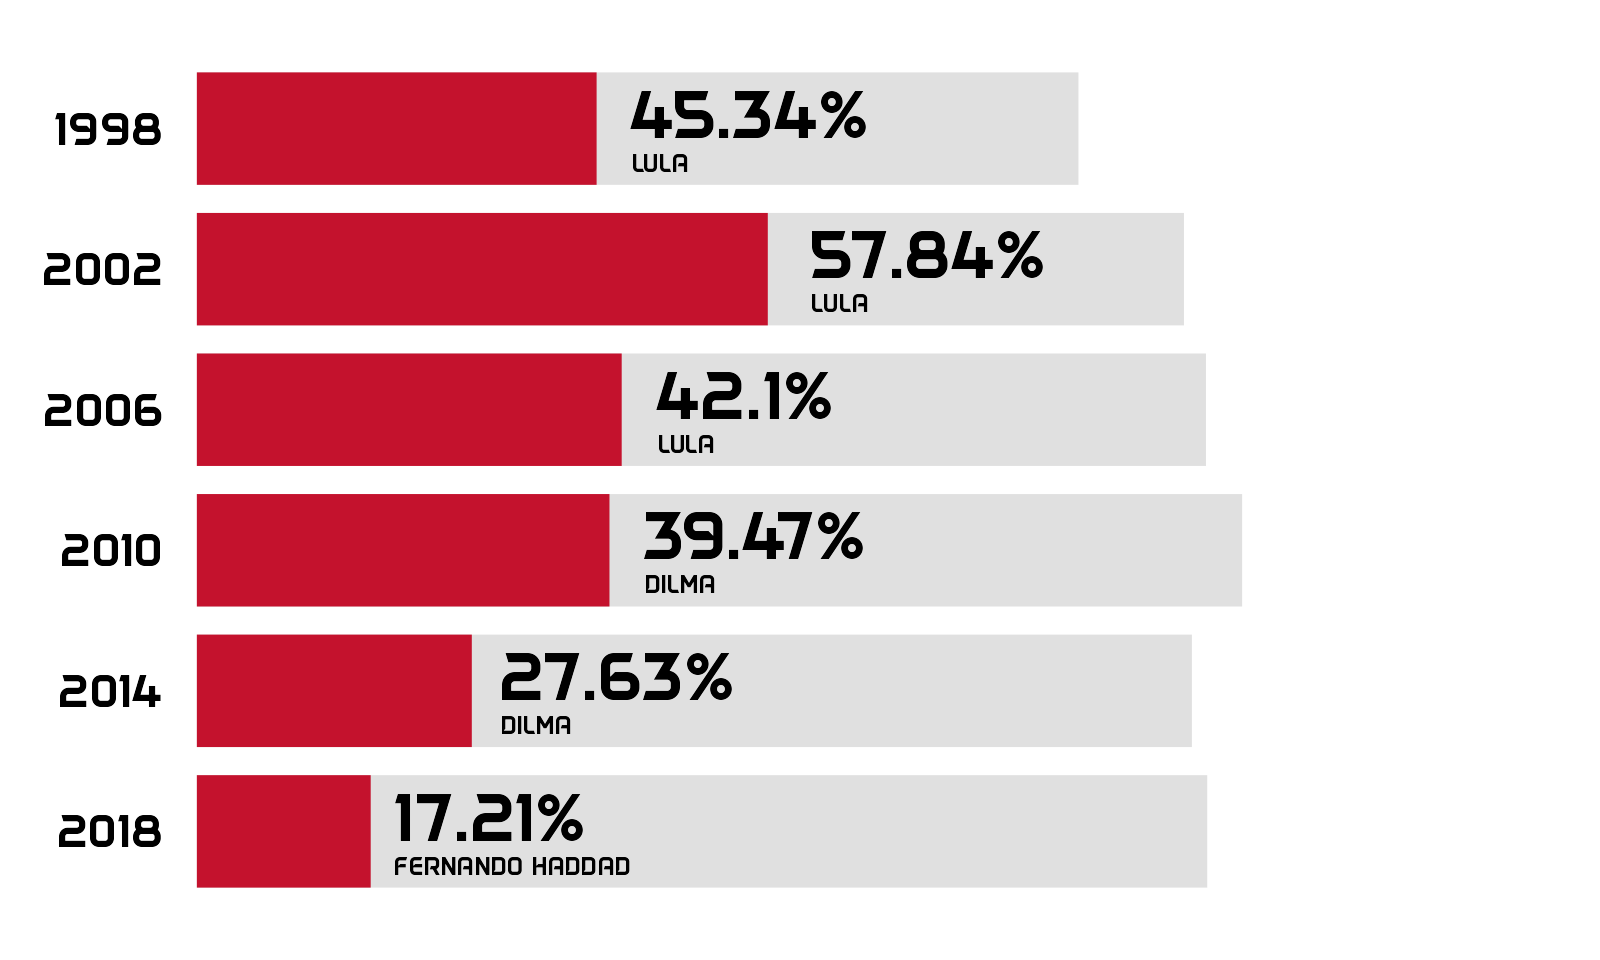 1998
45.34%
LULA
2002
57.84%
LULA
2006
42.1%
LULA
2010
39.47%
DILMA
2014
27.63%
DILMA
2018
17.21%
FERNANDO HADDAD